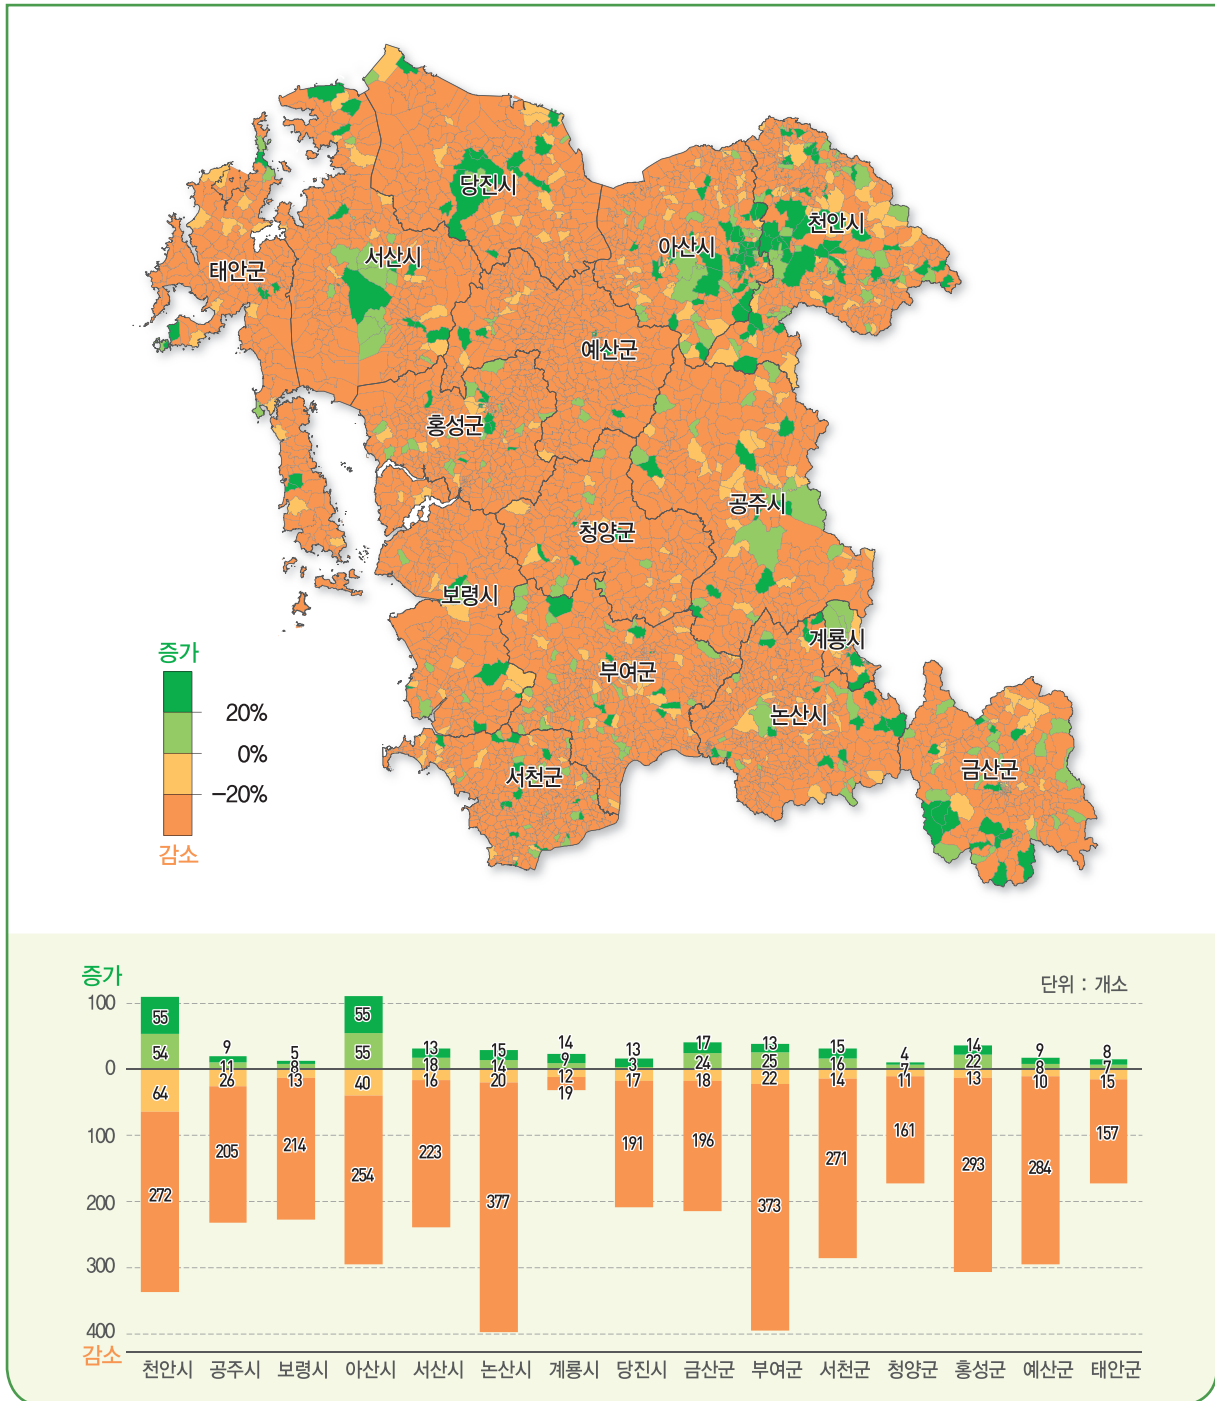 당진시
천안시
아산시
서산시
태안군
예산군
홍성군
공주시
청양군
보령시
계룡시
부여군
논산시
금산군
서천군
증가
20%
0%
-20%
감소
증가
단위 : 개소
100
0
100
200
300
400
감소
55 54 64 272
9 11 26 205
5 8 13 214
55 55 40 254
13 18 16 223
15 14 20 377
14 9 12 19
13 3 17 191
17 24 18 196
13 25 22 373
15 16 14 271
4 7 11 161
14 22 13 293
9 8 10 284
8 7 15 157
천안시 공주시 보령시 아산시 서산시 논산시 계룡시 당진시 금산군 부여군 서천군 청양군 홍성군 예산군 태안군